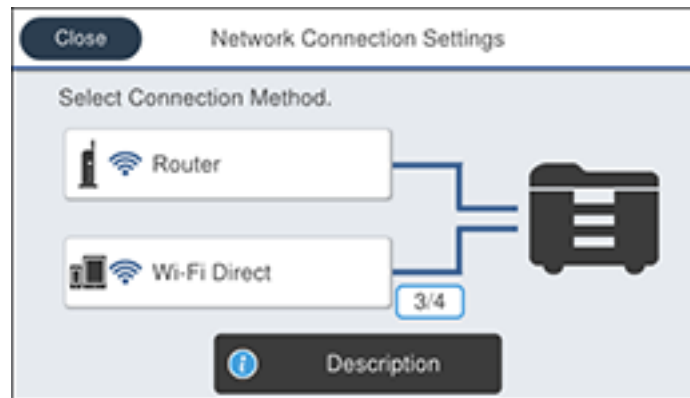 Close
Network Connection Settings
Select Connection Method.
Router
Wi-Fi Direct
3/4
i
Description